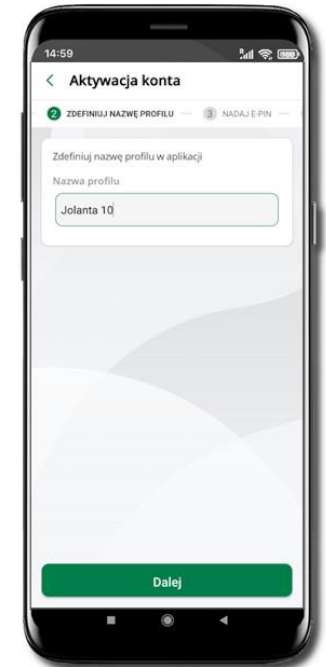 14:59
Aktywacja konta
2 ZDEFINIUJ NAZWĘ PROFILU 3 NADAJ E-PIN
Zdefiniuj nazwę profilu w aplikacji
Nazwa profilu
Jolanta 10
Dalej